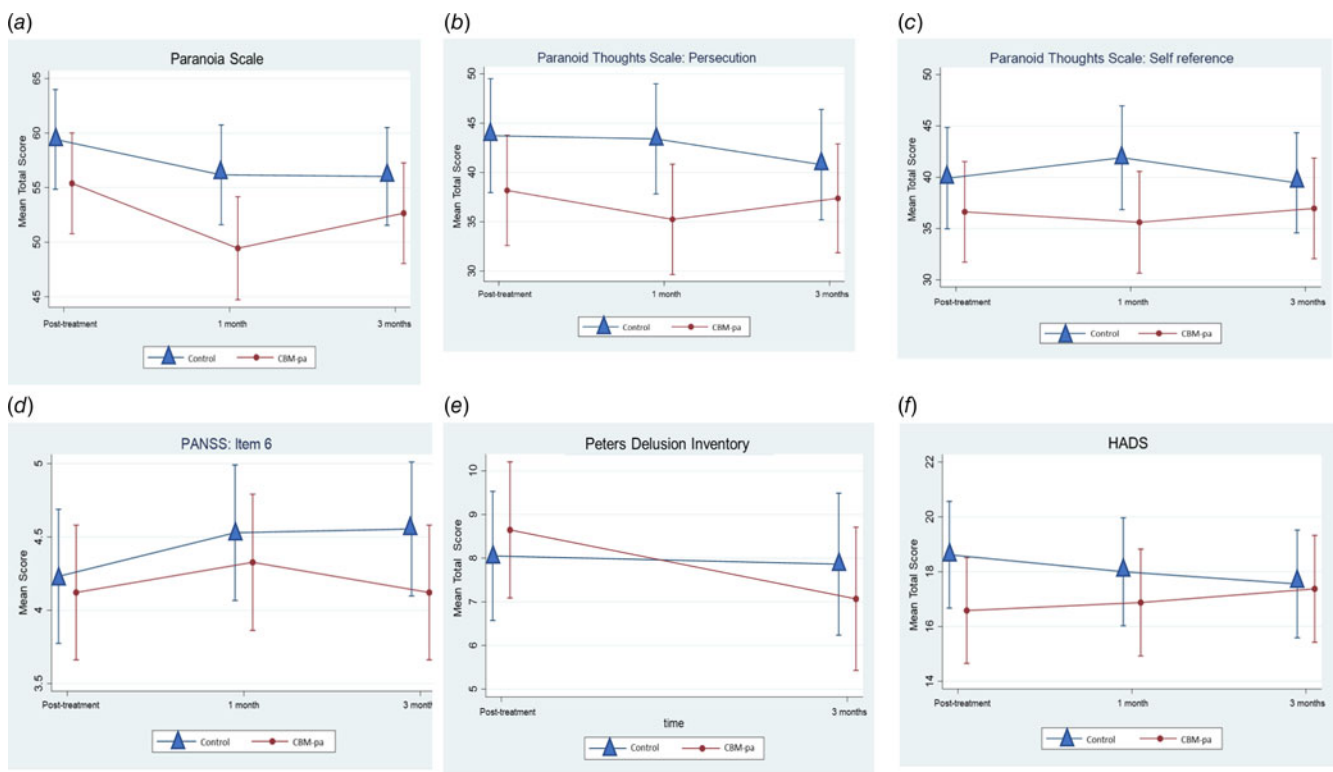 (a)
Paranoia Scale
Mean Total Score
65
60
55
50
45
Post-treatment 1 month 3 months
Control CBM-pa
(b)
Paranoid Thoughts Scale: Persecution
Mean Total Score
50
45
40
35
30
Post-treatment 1 month 3 months
Control CBM-pa
(c)
Paranoid Thoughts Scale: Self reference
Mean Total Score
50
45
40
35
30
Post-treatment 1 month 3 months
Control CBM-pa
(d)
PANSS: Item 6
Mean Total Score
5
4.5
4
3.5
Post-treatment 1 month 3 month
Control CBM-pa
(e)
Peters Delusion Inventory
Mean Total Score
10
9
8
7
6
5
Post-treatment 3 months
time
Control CBM-pa
(f)
HADS
Mean Total Score
22
20
18
16
14
Post-treatment 1 month 3 months
Control CBM-pa